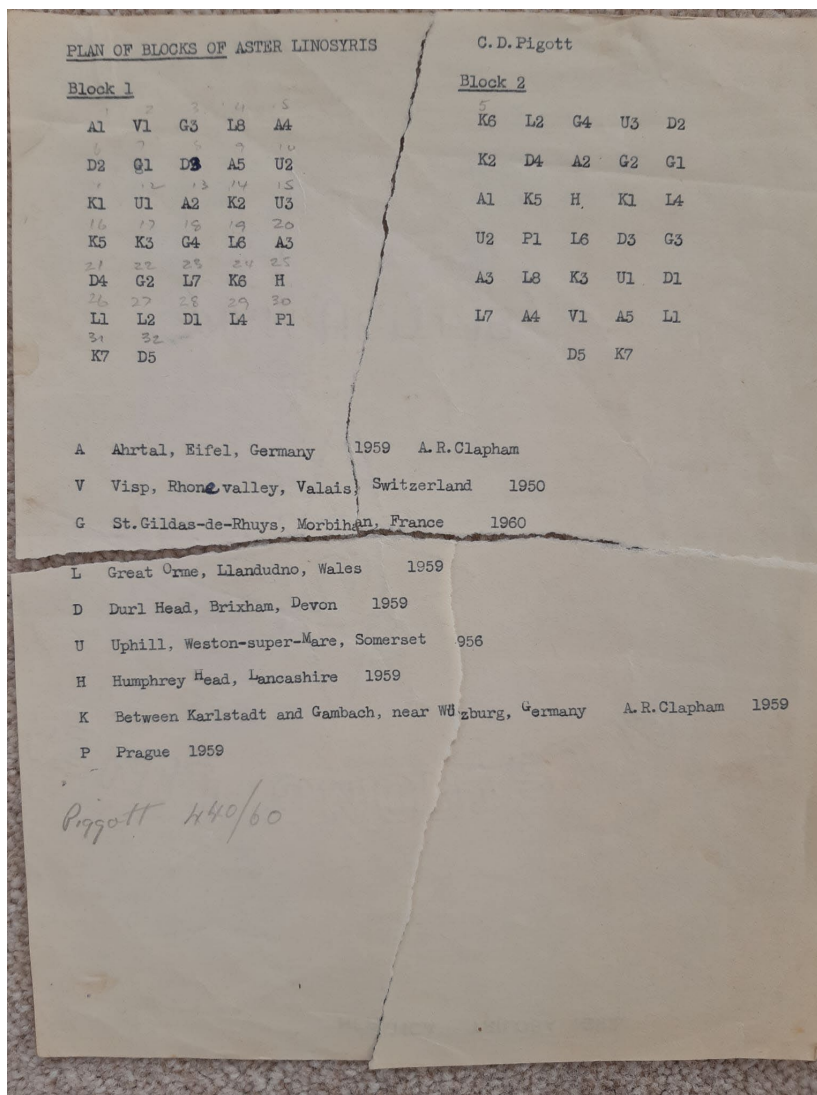 PLAN OF BLOCKS OF ASTER LINOSYRIS
C.D.Pigott
Block 1
1 2 3 4 5
A1 V1 G3 L8 A4
6 7 8 9 10
D2 G1 D3 A5 U2
1 12 13 14 15
K1 U1 A2 K2 U3
16 17 18 19 20
K5 K3 G4 L6 A3
21 22 23 24 25
D4 G2 L7 K6 H
26 27 28 29 30
L1 L2 D1 L4 P1
31 32
K7 D5
Block 2
5
K6 L2 G4 U3 D2
K2 D4 A2 G2 G1
A1 K5 H. K1 L4
U2 P1 L6 D3 G3
A3 L8 K3 U1 D1
L7 A4 V1 A5 L1
D5 K7
A Ahrtal, Eifel, Germany 1959 A.R.Clapham
V Visp, Rhone valley, Valais, Switzerland 1950
G St.Gildas-de-Rhuys, Morbihan, France 1960
L Great Orme, Llandudno, Wales 1959
D Durl Head, Brixham, Devon 1959
U Uphill, Weston-super-Mare, Somerset 956
H Humphrey Head, Lancashire 1959
K Between Karlstadt and Gambach, near Wü zburg, Germany A.R.Clapham 1959
P Prague 1959
Piggott 440/60